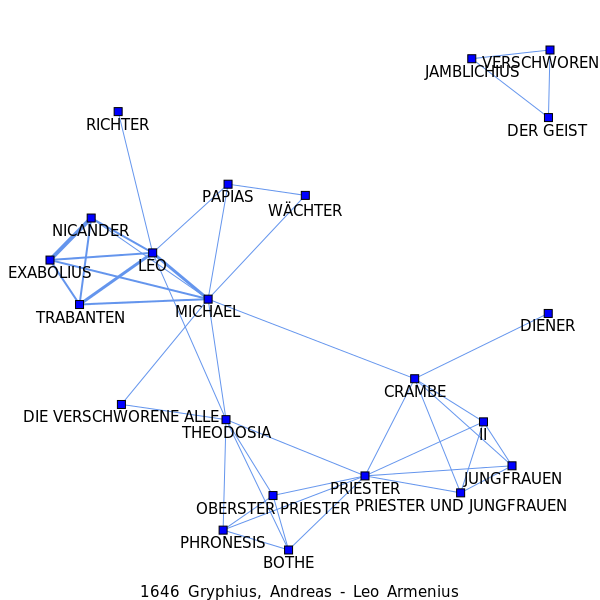 VERSCHWOREN
JAMBLICHIUS
RICHTER
DER GEIST
PAPIAS
WÄCHTER
NICANDER
LEO
EXABOLIUS
MICHAEL
TRABANTEN
DIENER
CRAMBE
DIE VERSCHWORENE ALLE
THEODOSIA
II
JUNGFRAUEN
PRIESTER
OBERSTER PRIESTER
PRIESTER UND JUNGFRAUEN
PHRONESIS
BOTHE
1646 Gryphius, Andreas - Leo Armenius